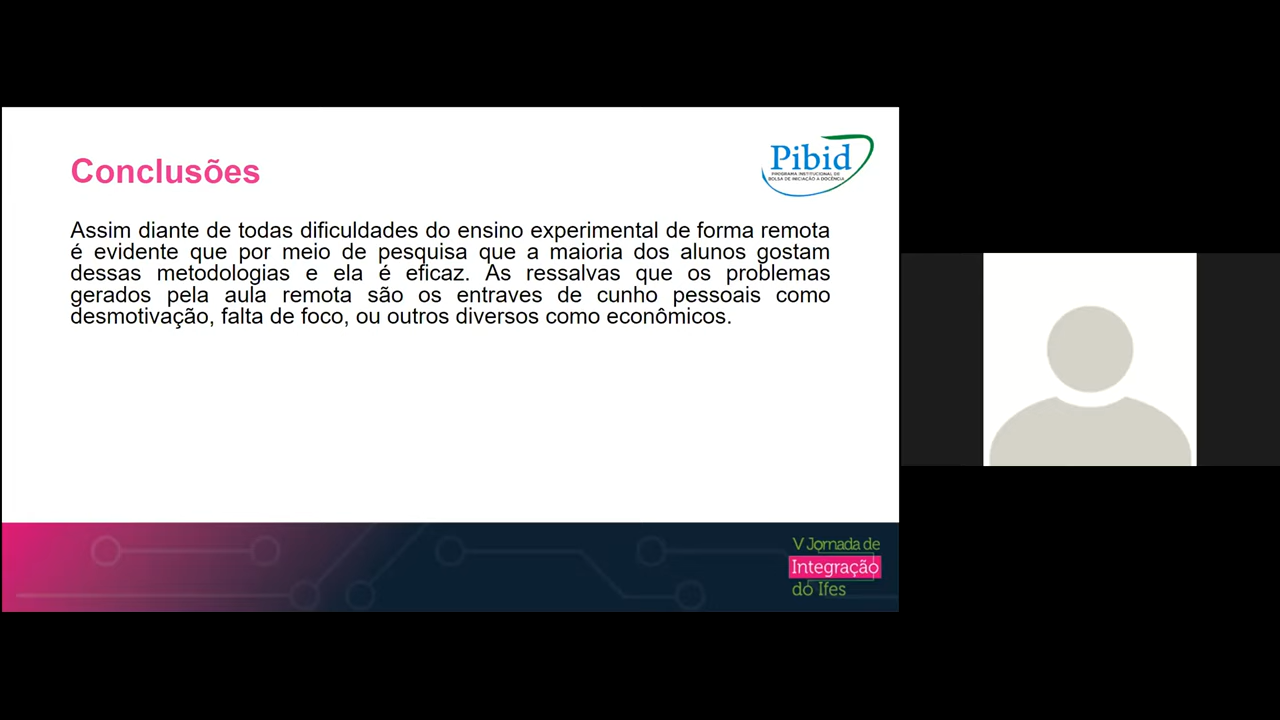 Conclusões
Pibid
PROGRAMA INSTITUCIONAL DE
BOLSA DE INICIAÇÃO À DOCÊNCIA
Assim diante de todas dificuldades do ensino experimental de forma remota
é evidente que por meio de pesquisa que a maioria dos alunos gostam
dessas metodologias e ela é eficaz. As ressalvas que os problemas
gerados pela aula remota são os entraves de cunho pessoais como
desmotivação, falta de foco, ou outros diversos como econômicos.
V Jornada de
Integração
do Ifes